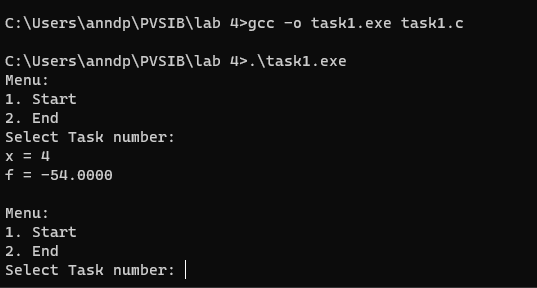 C:\Users\anndp\PVSIB\lab 4>gcc -o task1.exe task1.c
C:\Users\anndp\PVSIB\lab 4>.\task1.exe
Menu:
1. Start
2. End
Select Task number:
x = 4
f = -54.0000
Menu:
1. Start
2. End
Select Task number: